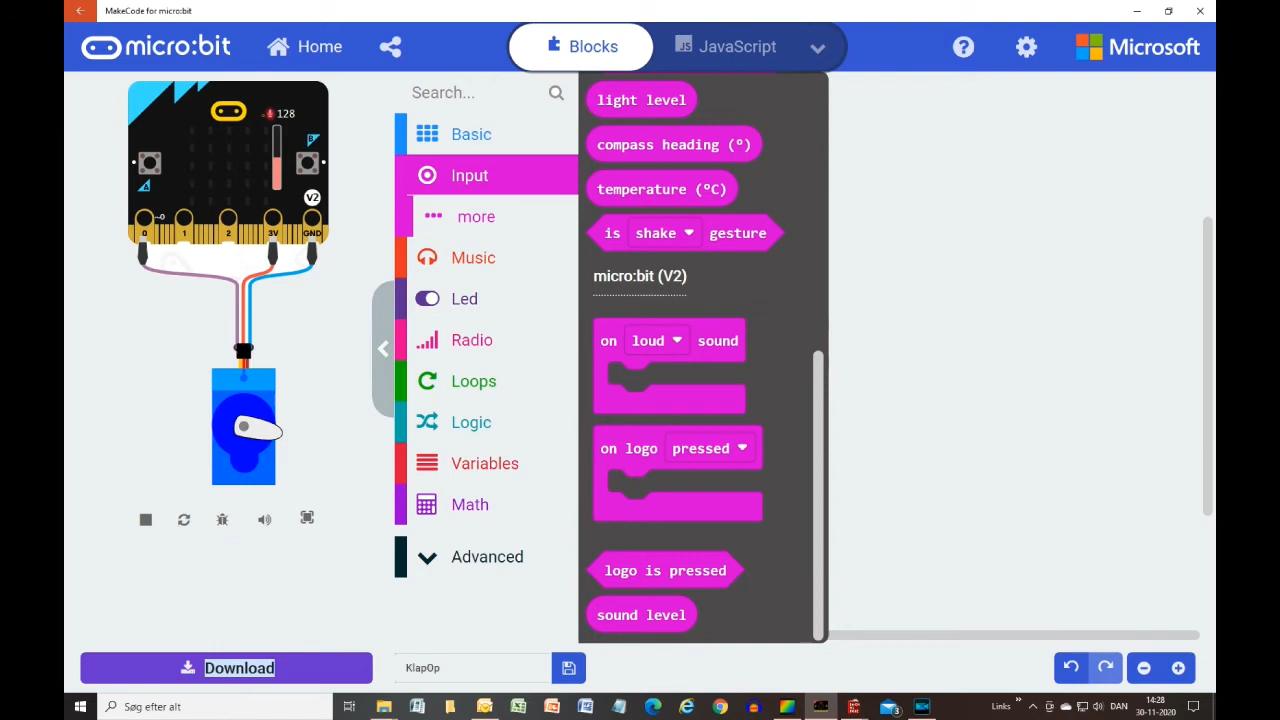 MakeCode for micro:bit
micro:bit
Home
Blocks
JS
JavaScript
Microsoft
128
B
A
V2
~0
0
1
2
3V
GND
Search...
Basic
Input
more
Music
Led
Radio
Loops
Logic
Variables
Math
Advanced
light level
compass heading (°)
temperature (°C)
is shake gesture
micro:bit (V2)
on loud sound
on logo pressed
logo is pressed
sound level
Download
KlapOp
Søg efter alt
Links
DAN
14:28
30-11-2020